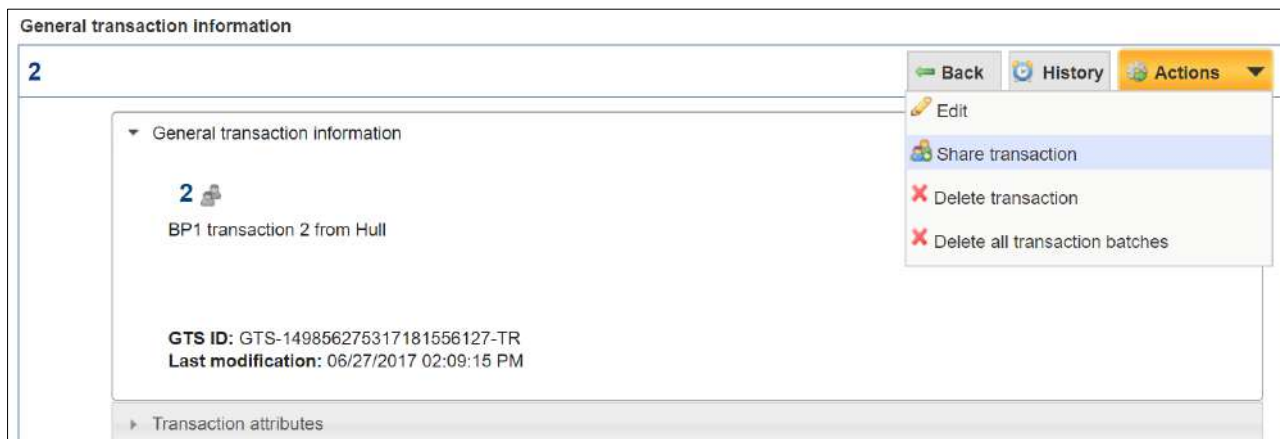 General transaction information
2
Back
History
Actions
Edit
Share transaction
Delete transaction
Delete all transaction batches
General transaction information
2
BP1 transaction 2 from Hull
GTS ID: GTS-149856275317181556127-TR
Last modification: 06/27/2017 02:09:15 PM
Transaction attributes